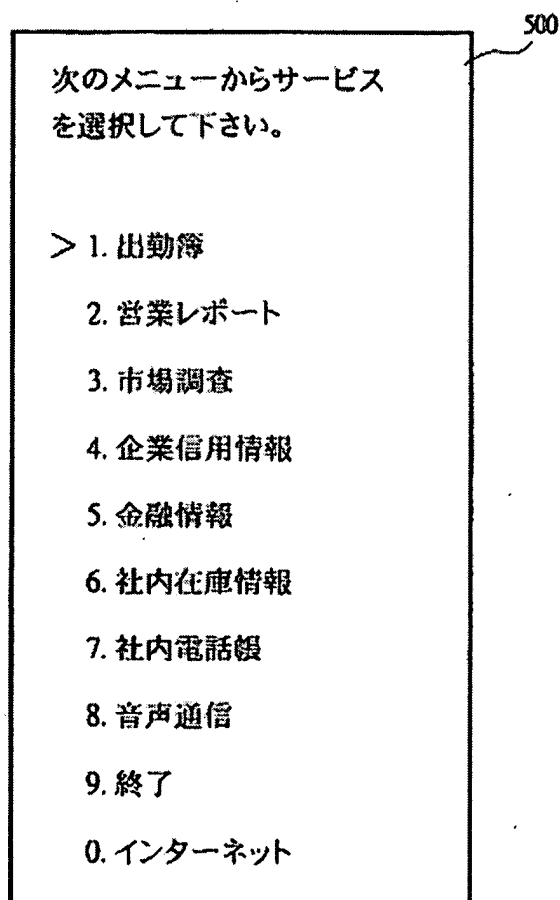 500
次のメニューからサービス
を選択して下さい。
> 1. 出勤簿
2. 営業レポート
3. 市場調査
4. 企業信用情報
5. 金融情報
6. 社内在庫情報
7. 社内電話帳
8. 音声通信
9. 終了
0. インターネット